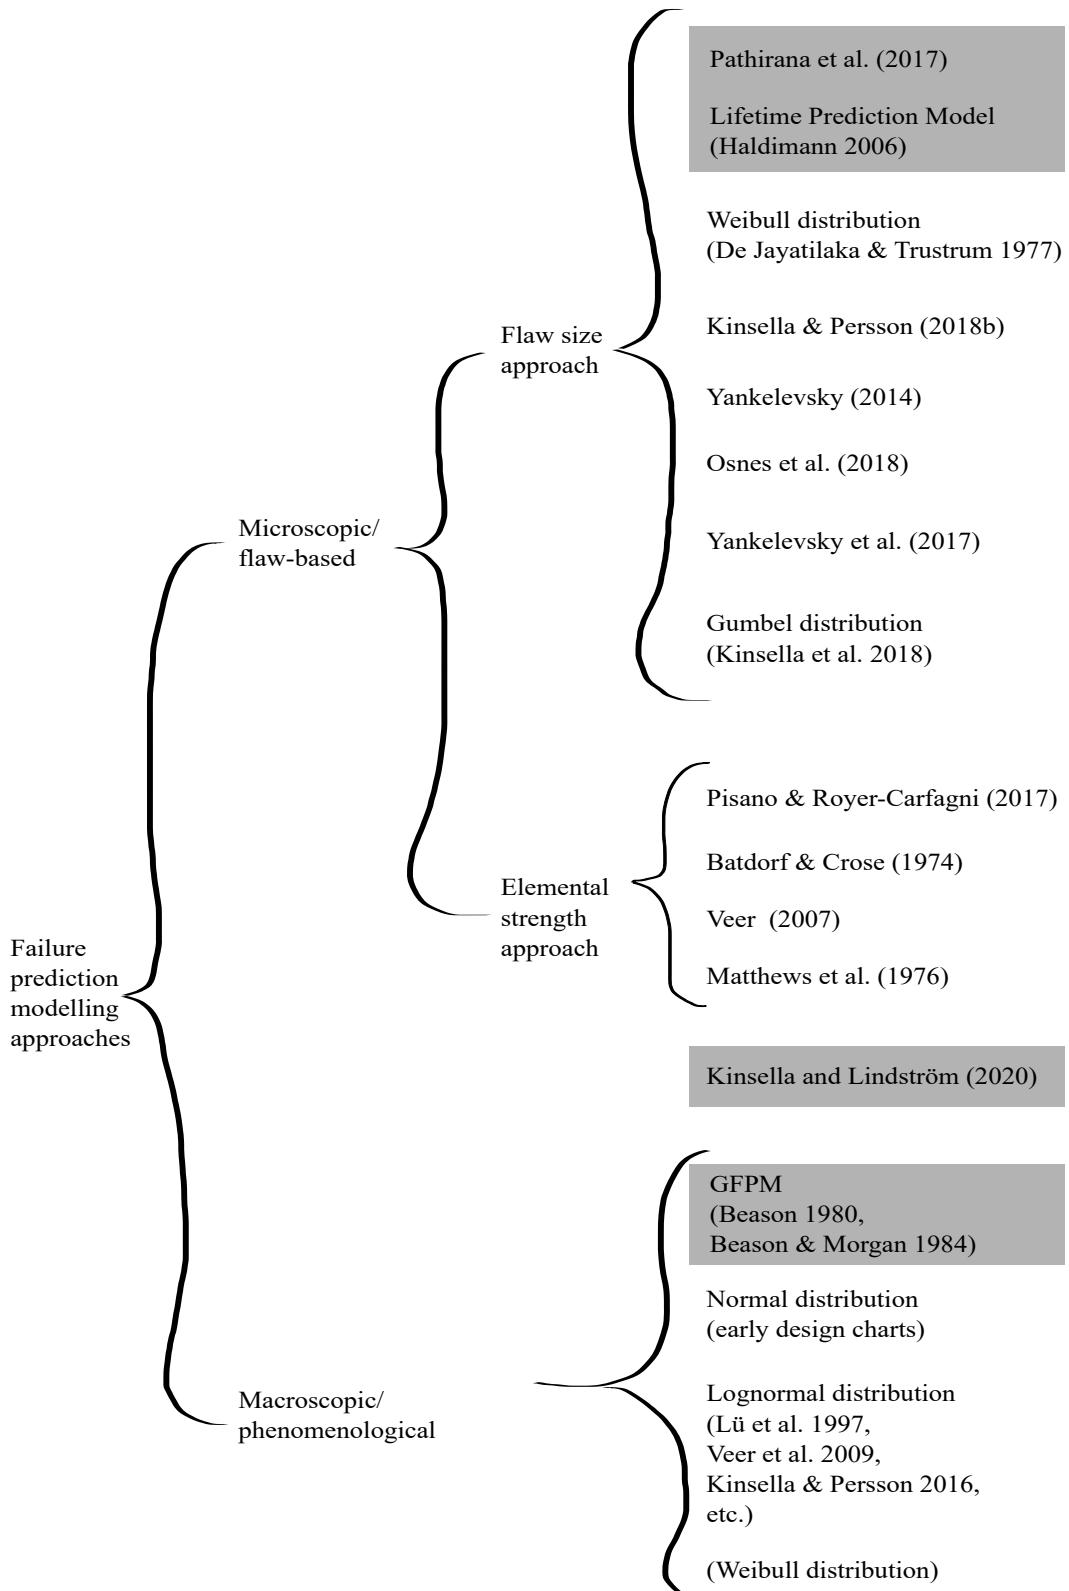 Pathirana et al. (2017)
Lifetime Prediction Model
(Haldimann 2006)
Weibull distribution
(De Jayatilaka & Trustrum 1977)
Kinsella & Persson (2018b)
Flaw size
approach
Yankelevsky (2014)
Osnes et al. (2018)
Microscopic/
flaw-based
Yankelevsky et al. (2017)
Gumbel distribution
(Kinsella et al. 2018)
Pisano & Royer-Carfagni (2017)
Batdorf & Crose (1974)
Elemental
strength
approach
Veer (2007)
Matthews et al. (1976)
Failure
prediction
modelling
approaches
Kinsella and Lindström (2020)
GFPM
(Beason 1980,
Beason & Morgan 1984)
Normal distribution
(early design charts)
Macroscopic/
phenomenological
Lognormal distribution
(Lü et al. 1997,
Veer et al. 2009,
Kinsella & Persson 2016,
etc.)
(Weibull distribution)